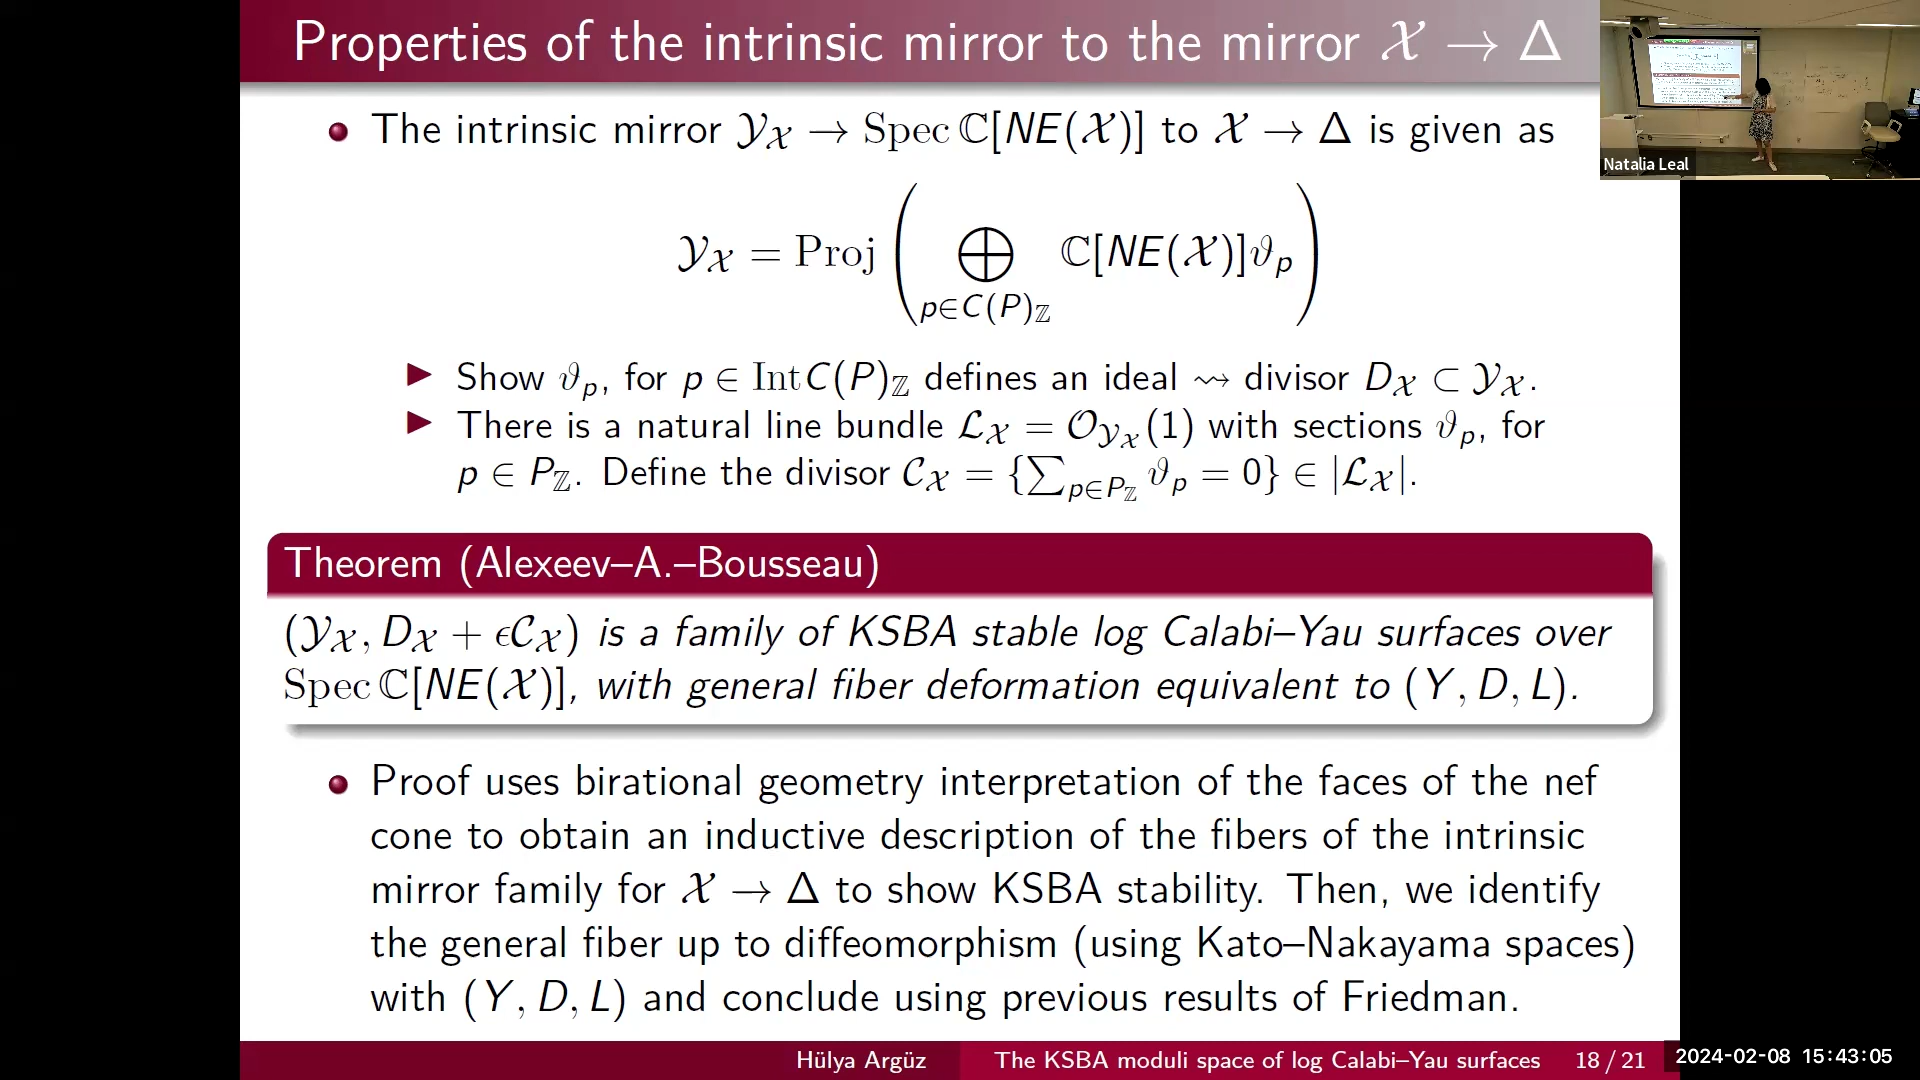 Properties of the intrinsic mirror to the mirror 𝒳 → Δ
The intrinsic mirror 𝒴_𝒳 → Spec ℂ[NE(𝒳)] to 𝒳 → Δ is given as
𝒴_𝒳 = Proj ( ⨁_{p∈C(P)_ℤ} ℂ[NE(𝒳)]ϑ_p )
Show ϑ_p, for p ∈ Int C(P)_ℤ defines an ideal ⇝ divisor D_𝒳 ⊂ 𝒴_𝒳.
There is a natural line bundle ℒ_𝒳 = 𝒪_{𝒴_𝒳}(1) with sections ϑ_p, for
p ∈ P_ℤ. Define the divisor 𝒞_𝒳 = {∑_{p∈P_ℤ} ϑ_p = 0} ∈ |ℒ_𝒳|.
Theorem (Alexeev–A.–Bousseau)
(𝒴_𝒳, D_𝒳 + ϵ𝒞_𝒳) is a family of KSBA stable log Calabi–Yau surfaces over
Spec ℂ[NE(𝒳)], with general fiber deformation equivalent to (Y, D, L).
Proof uses birational geometry interpretation of the faces of the nef
cone to obtain an inductive description of the fibers of the intrinsic
mirror family for 𝒳 → Δ to show KSBA stability. Then, we identify
the general fiber up to diffeomorphism (using Kato–Nakayama spaces)
with (Y, D, L) and conclude using previous results of Friedman.
Hülya Argüz The KSBA moduli space of log Calabi–Yau surfaces 18 / 21
Natalia Leal
2024-02-08 15:43:05